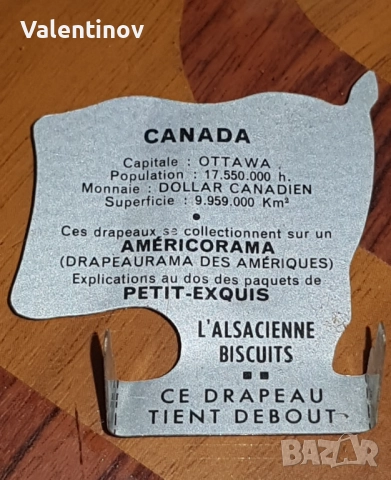 Valentinov
CANADA
Capitale : OTTAWA
Population : 17.550.000 h.
Monnaie : DOLLAR CANADIEN
Superficie : 9.959.000 Km²
Ces drapeaux se collectionnent sur un
AMÉRICORAMA
(DRAPEAURAMA DES AMÉRIQUES)
Explications au dos des paquets de
PETIT-EXQUIS
L'ALSACIENNE
BISCUITS
CE DRAPEAU
TIENT DEBOUT
BAZAR